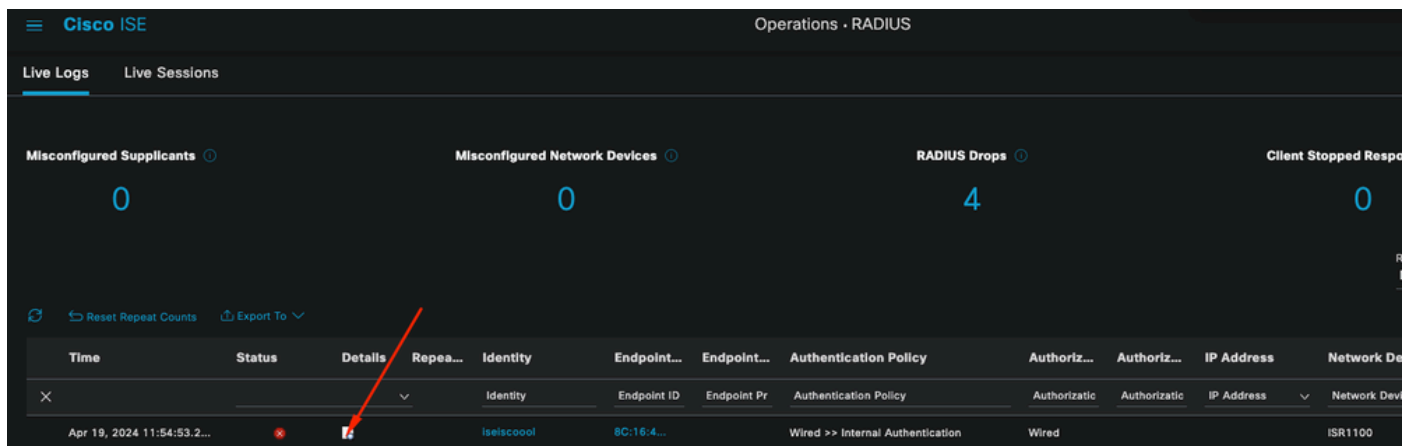 Cisco ISE
Operations · RADIUS
Live Logs Live Sessions
Misconfigured Supplicants Misconfigured Network Devices RADIUS Drops Client Stopped Respo
0 0 4 0
Reset Repeat Counts Export To
Time Status Details Repea... Identity Endpoint... Endpoint... Authentication Policy Authoriz... Authoriz... IP Address Network De
Identity Endpoint ID Endpoint Pr Authentication Policy Authorizatic Authorizatic IP Address Network Devi
Apr 19, 2024 11:54:53.2... iseiscoool 8C:16:4... Wired >> Internal Authentication Wired ISR1100